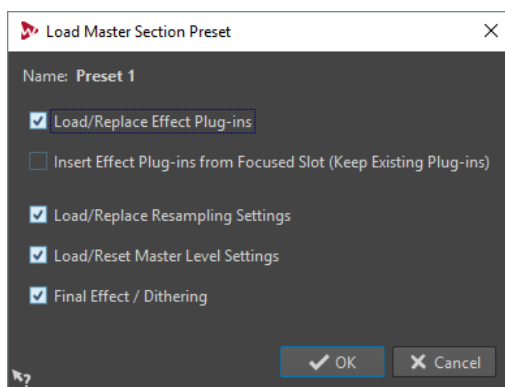 Load Master Section Preset
Name: Preset 1
Load/Replace Effect Plug-ins
Insert Effect Plug-ins from Focused Slot (Keep Existing Plug-ins)
Load/Replace Resampling Settings
Load/Reset Master Level Settings
Final Effect / Dithering
OK Cancel
?